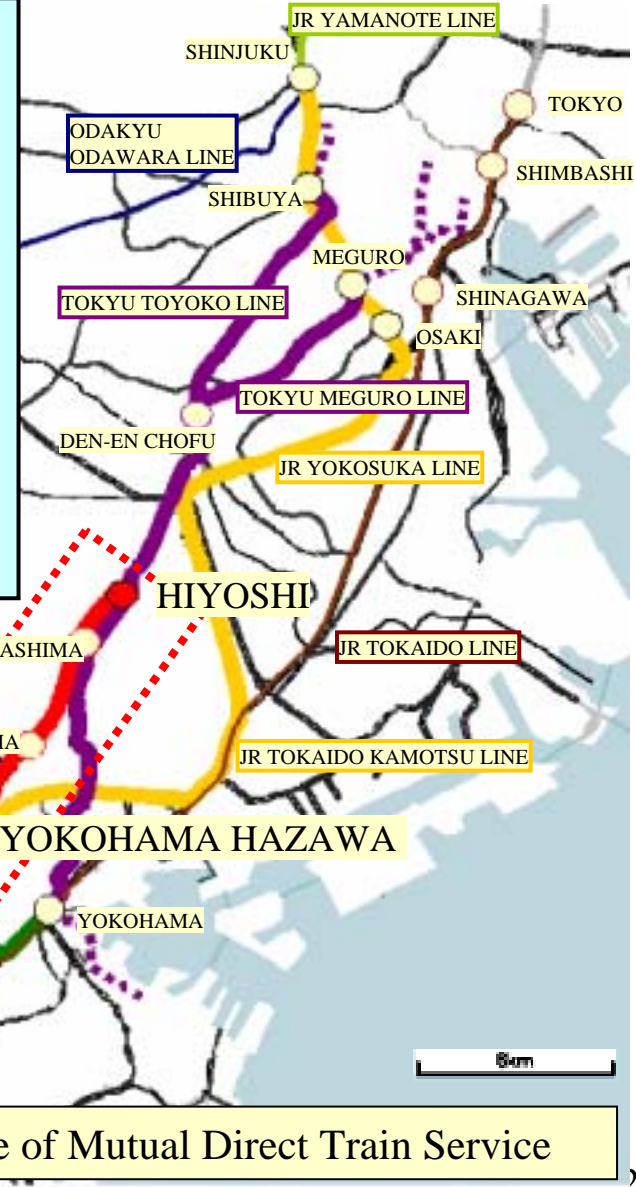 JR YAMANOTE LINE
SHINJUKU
TOKYO
ODAKYU
ODAWARA LINE
SHIMBASHI
SHIBUYA
MEGURO
TOKYU TOYOKO LINE
SHINAGAWA
OSAKI
TOKYU MEGURO LINE
DEN-EN CHOFU
JR YOKOSUKA LINE
HIYOSHI
ASHIMA
JR TOKAIDO LINE
MA
JR TOKAIDO KAMOTSU LINE
YOKOHAMA HAZAWA
YOKOHAMA
6km
e of Mutual Direct Train Service